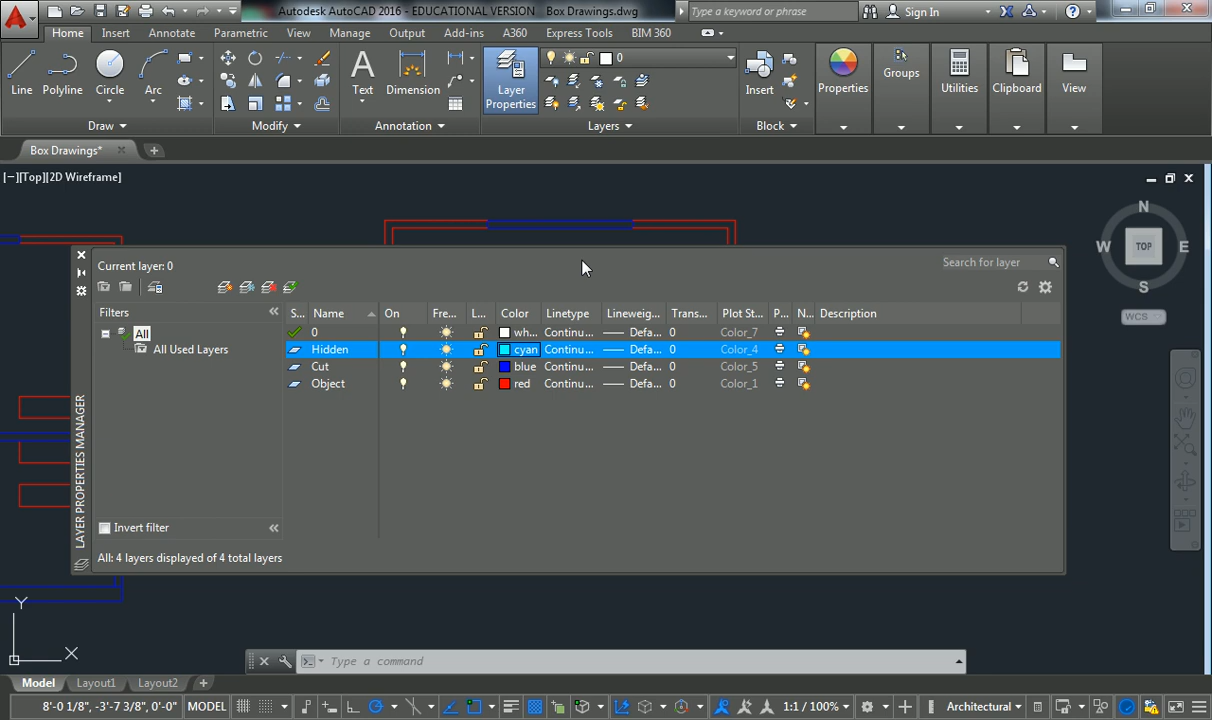 Autodesk AutoCAD 2016 - EDUCATIONAL VERSION Box Drawings.dwg
Type a keyword or phrase
Sign In
Home Insert Annotate Parametric View Manage Output Add-ins A360 Express Tools BIM 360
0
Line Polyline Circle Arc Text Dimension Layer Properties Insert Properties Groups Utilities Clipboard View
Draw Modify Annotation Layers Block
Box Drawings*
[−][Top][2D Wireframe]
N
W TOP E
S
WCS
Current layer: 0
Search for layer
Filters
S... Name On Fre... L... Color Linetype Lineweig... Trans... Plot St... P... N... Description
All
All Used Layers
0 wh... Continu... Defa... 0 Color_7
Hidden cyan Continu... Defa... 0 Color_4
Cut blue Continu... Defa... 0 Color_5
Object red Continu... Defa... 0 Color_1
LAYER PROPERTIES MANAGER
Invert filter
All: 4 layers displayed of 4 total layers
Y
X
Type a command
Model Layout1 Layout2
8'-0 1/8", -3'-7 3/8", 0'-0" MODEL 1:1 / 100% Architectural